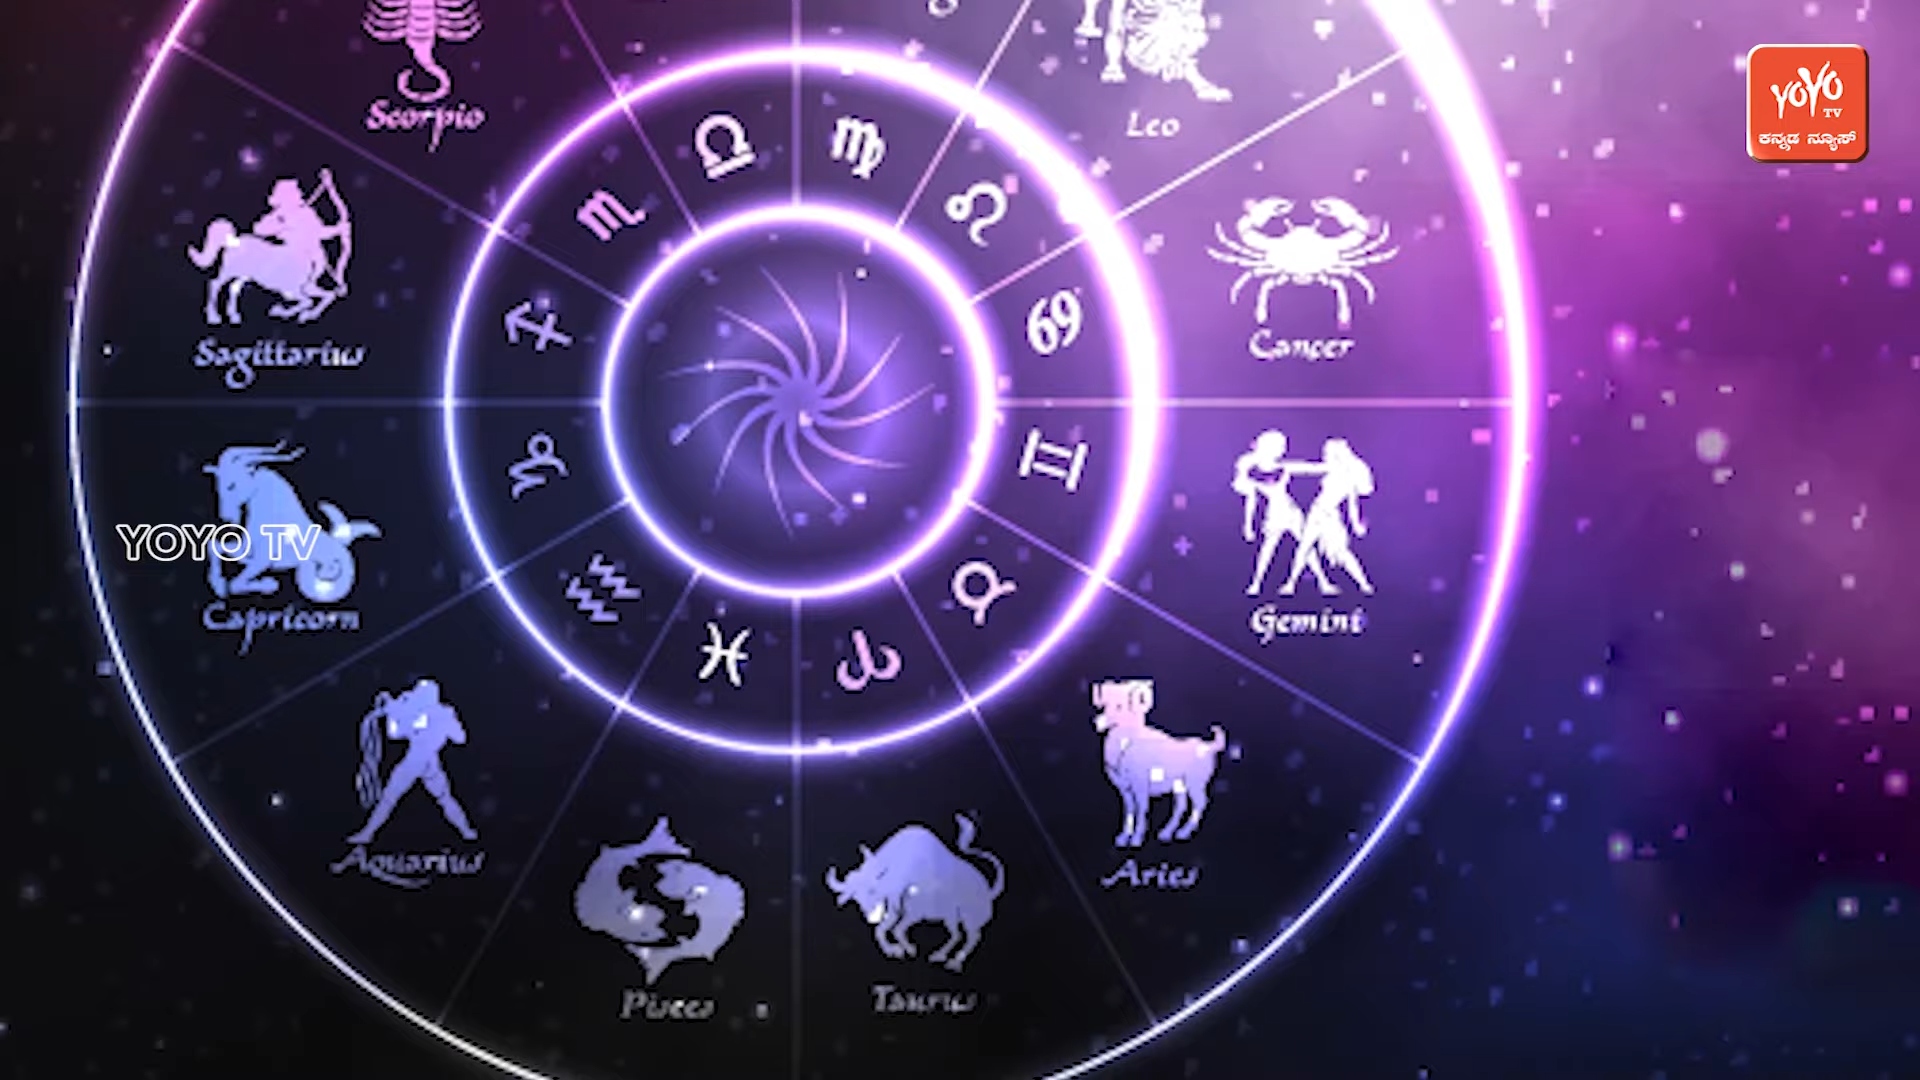 Scorpio
Leo
YOYO
TV
ಕನ್ನಡ ನ್ಯೂಸ್
Sagittarius
Cancer
YOYO TV
Capricorn
Gemini
Aquarius
Aries
Pisces
Taurus